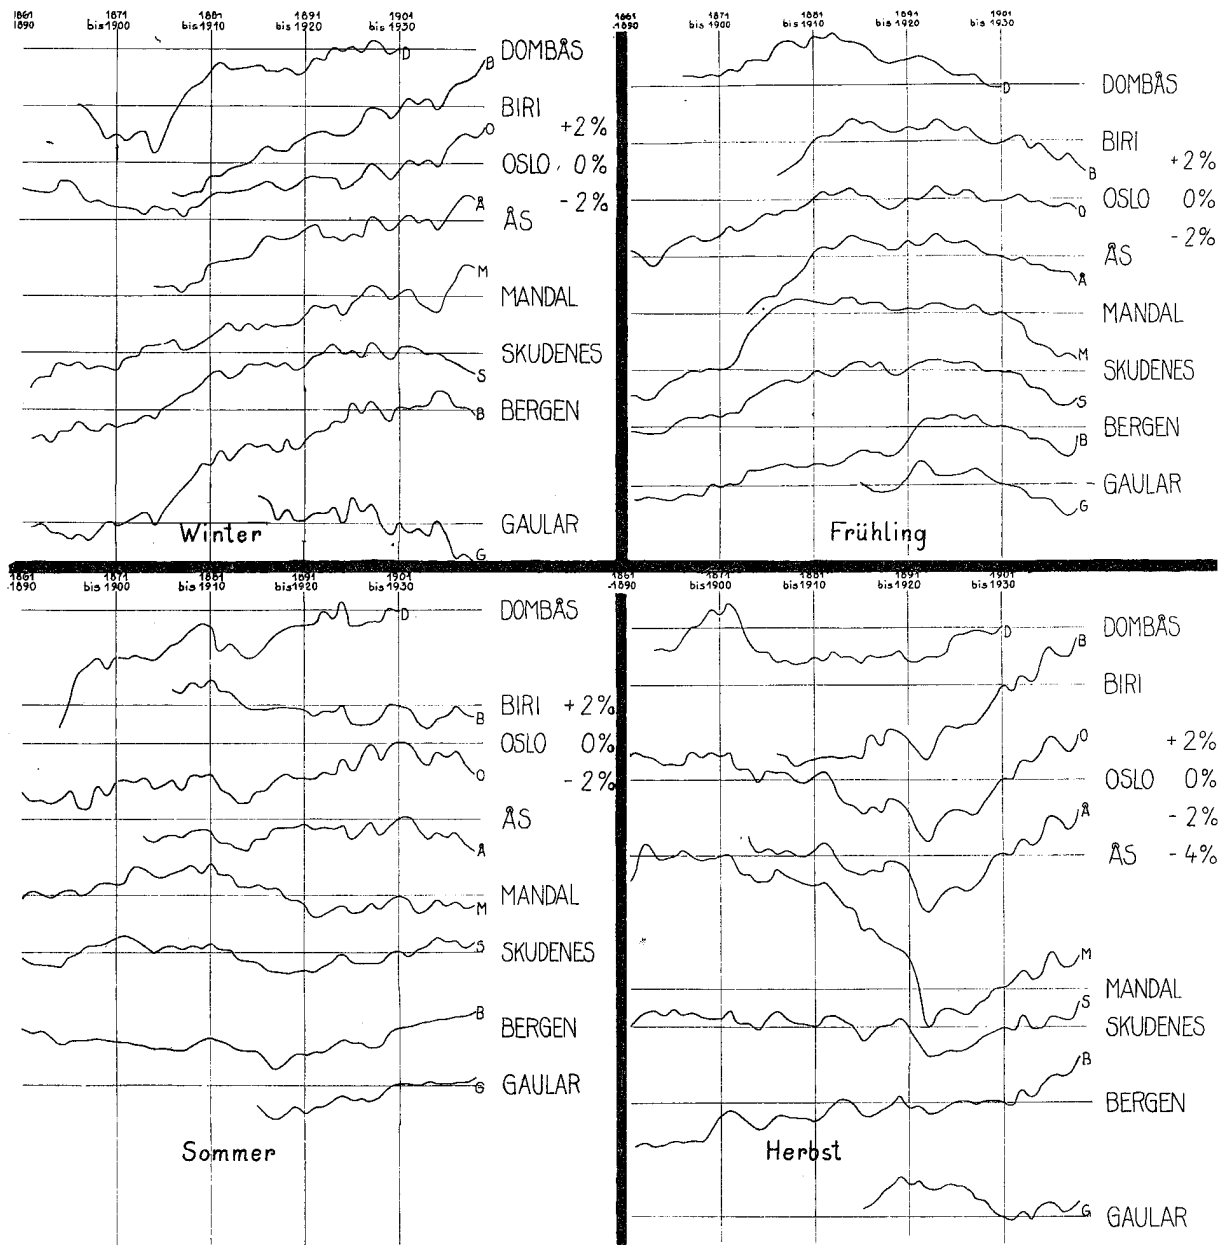 1861 1871 1881 1891 1901
-1890 bis 1900 bis 1910 bis 1920 bis 1930
D DOMBÅS
B
BIRI
+2%
O
OSLO 0%
-2%
Å
ÅS
M
MANDAL
SKUDENES
S
B BERGEN
GAULAR
Winter
G
1861 1871 1881 1891 1901
-1890 bis 1900 bis 1910 bis 1920 bis 1930
D DOMBÅS
BIRI
+2%
B
OSLO 0%
O
-2%
ÅS
Å
MANDAL
M
SKUDENES
S
BERGEN
B
GAULAR
G
Frühling
1861 1871 1881 1891 1901
-1890 bis 1900 bis 1910 bis 1920 bis 1930
D DOMBÅS
B BIRI +2%
OSLO 0%
O -2%
ÅS
Å
MANDAL
M
S SKUDENES
B
BERGEN
G GAULAR
Sommer
1861 1871 1881 1891 1901
-1890 bis 1900 bis 1910 bis 1920 bis 1930
D DOMBÅS
B
BIRI
O +2%
OSLO 0%
Å -2%
ÅS -4%
M
MANDAL
S
SKUDENES
B
BERGEN
Herbst
G GAULAR